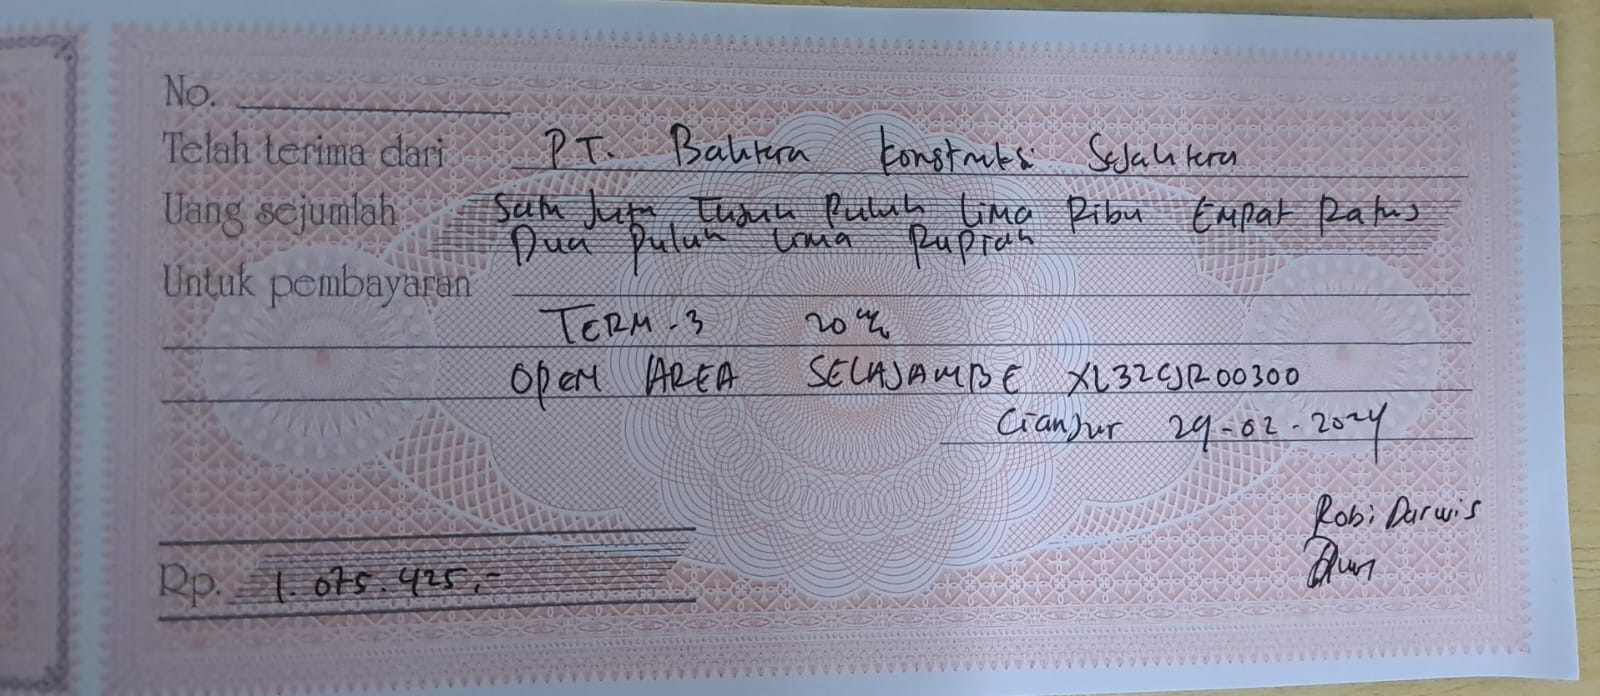 No.
Telah terima dari PT. Bahtera Konstruksi Sejahtera
Uang sejumlah Satu Juta Tujuh Puluh Lima Ribu Empat Ratus
Dua Puluh Lima Rupiah
Untuk pembayaran
TERM-3 20%
OPEN AREA SELAJAMBE XL32CJR00300
Cianjur 29-02-2024
Robi Darwis
Rp. 1.075.425,-